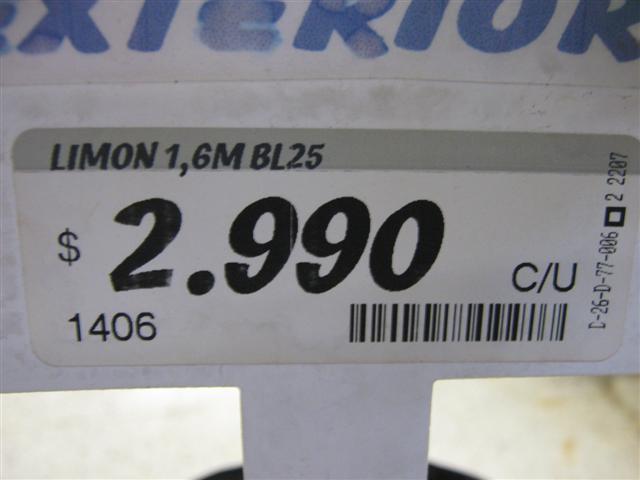 EXTERIOR
LIMON 1,6M BL25
$ 2.990 C/U
1406
D-26-D-77-006 2 2207